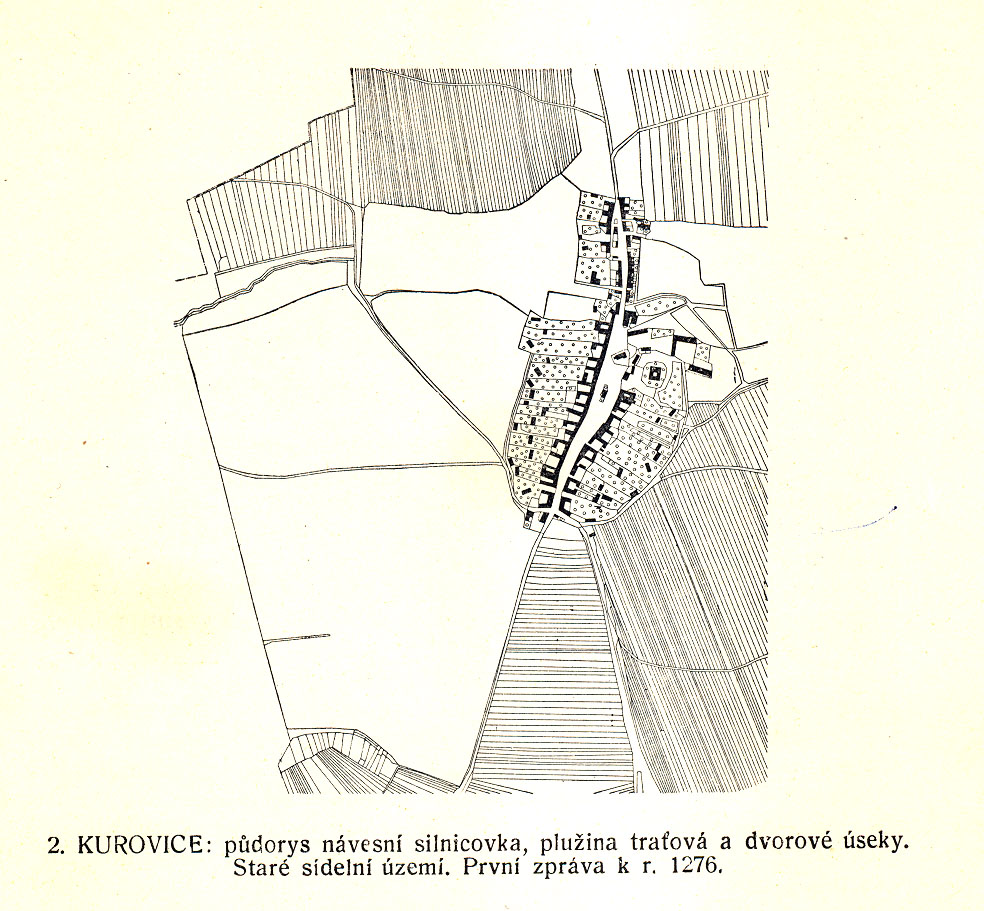 2. KUROVICE: půdorys návesní silnicovka, plužina traťová a dvorové úseky.
Staré sídelní území. První zpráva k r. 1276.